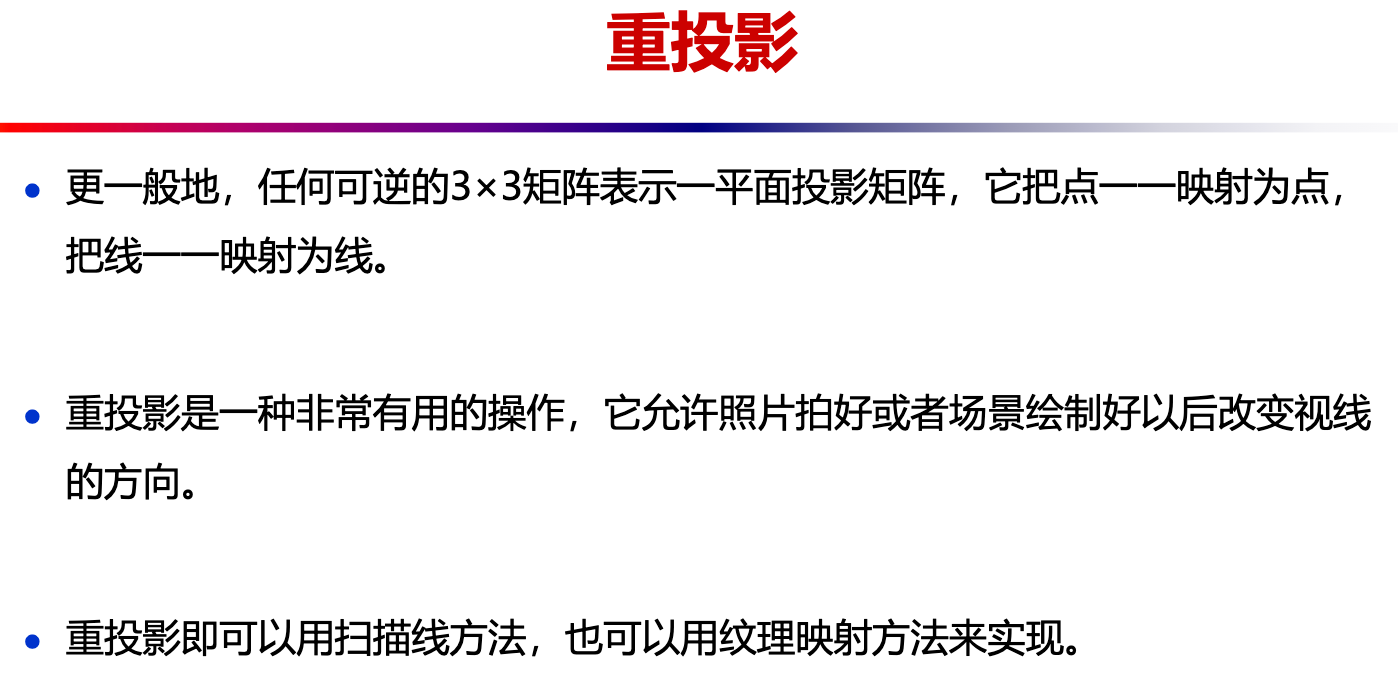 重投影
更一般地，任何可逆的3×3矩阵表示一平面投影矩阵，它把点一一映射为点，
把线一一映射为线。
重投影是一种非常有用的操作，它允许照片拍好或者场景绘制好以后改变视线
的方向。
重投影即可以用扫描线方法，也可以用纹理映射方法来实现。